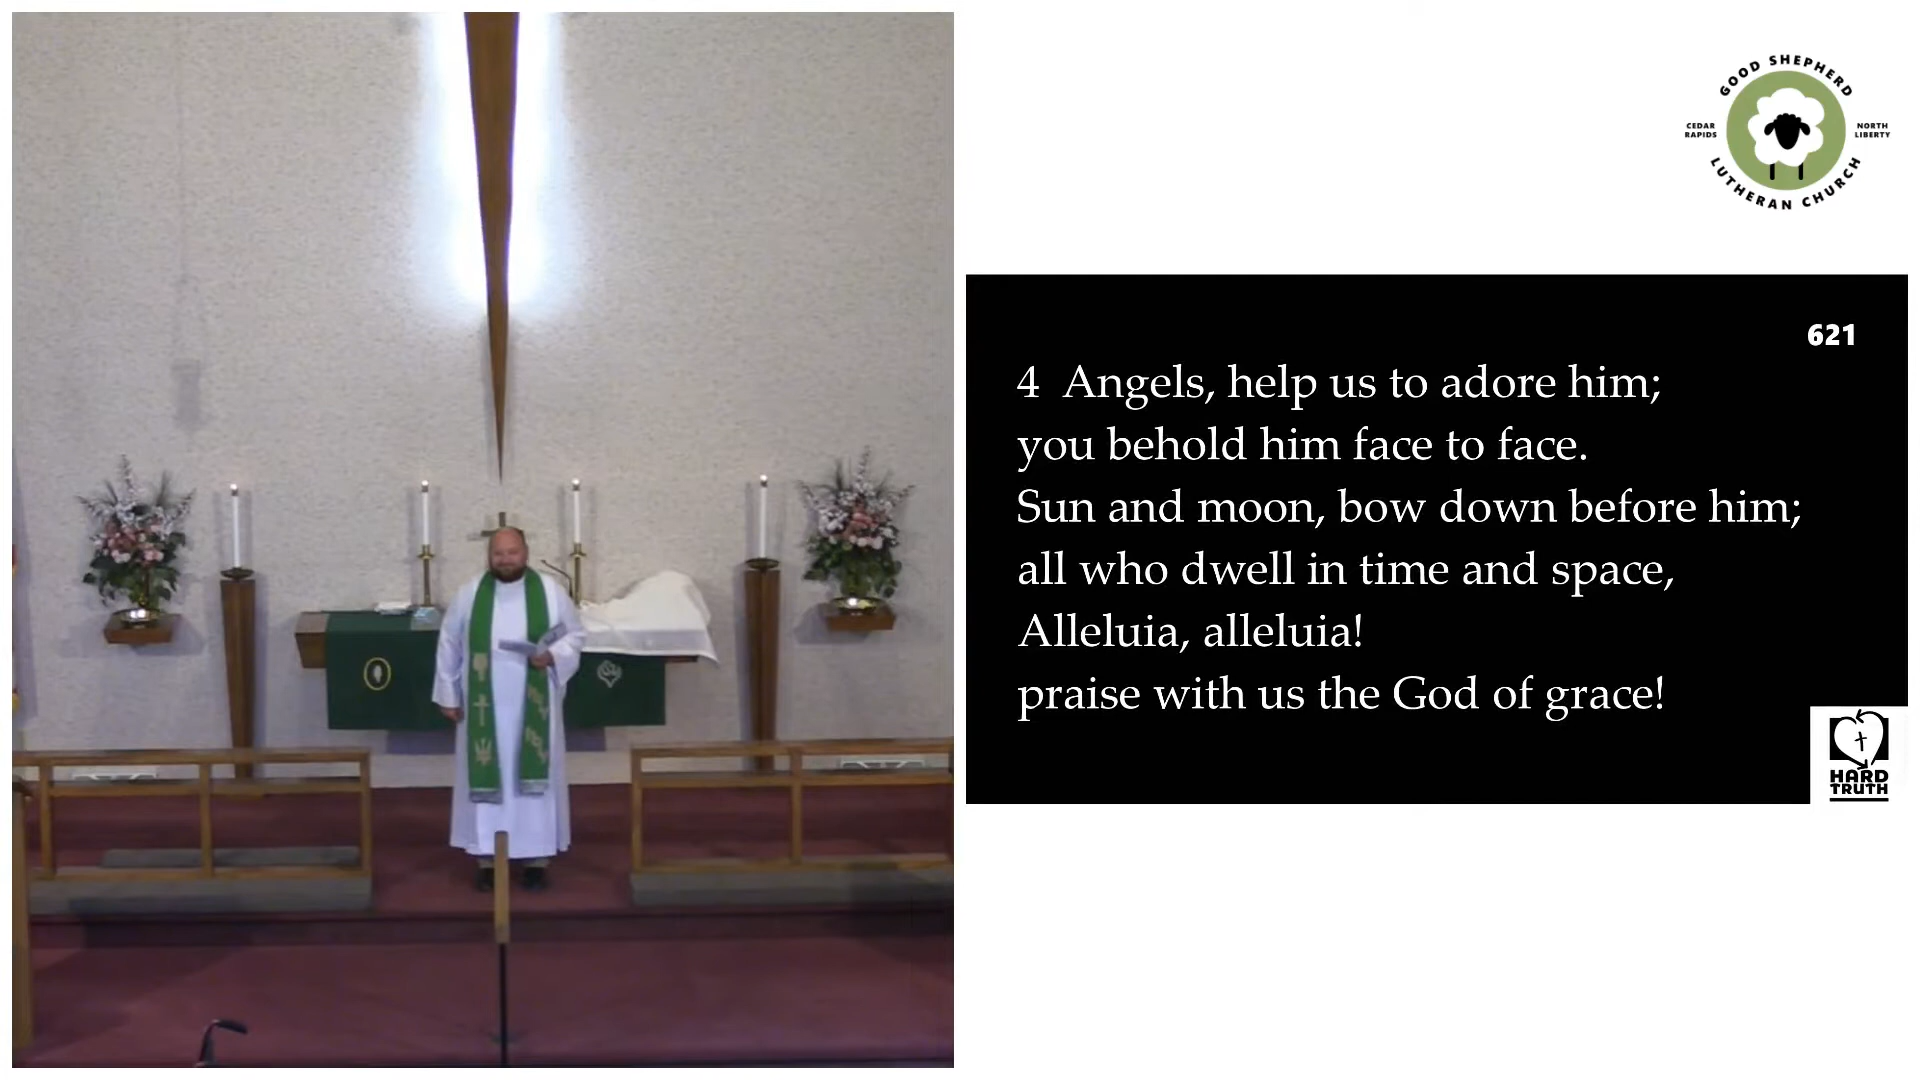 GOOD SHEPHERD
CEDAR
RAPIDS
NORTH
LIBERTY
LUTHERAN CHURCH
621
4 Angels, help us to adore him;
you behold him face to face.
Sun and moon, bow down before him;
all who dwell in time and space,
Alleluia, alleluia!
praise with us the God of grace!
HARD
TRUTH